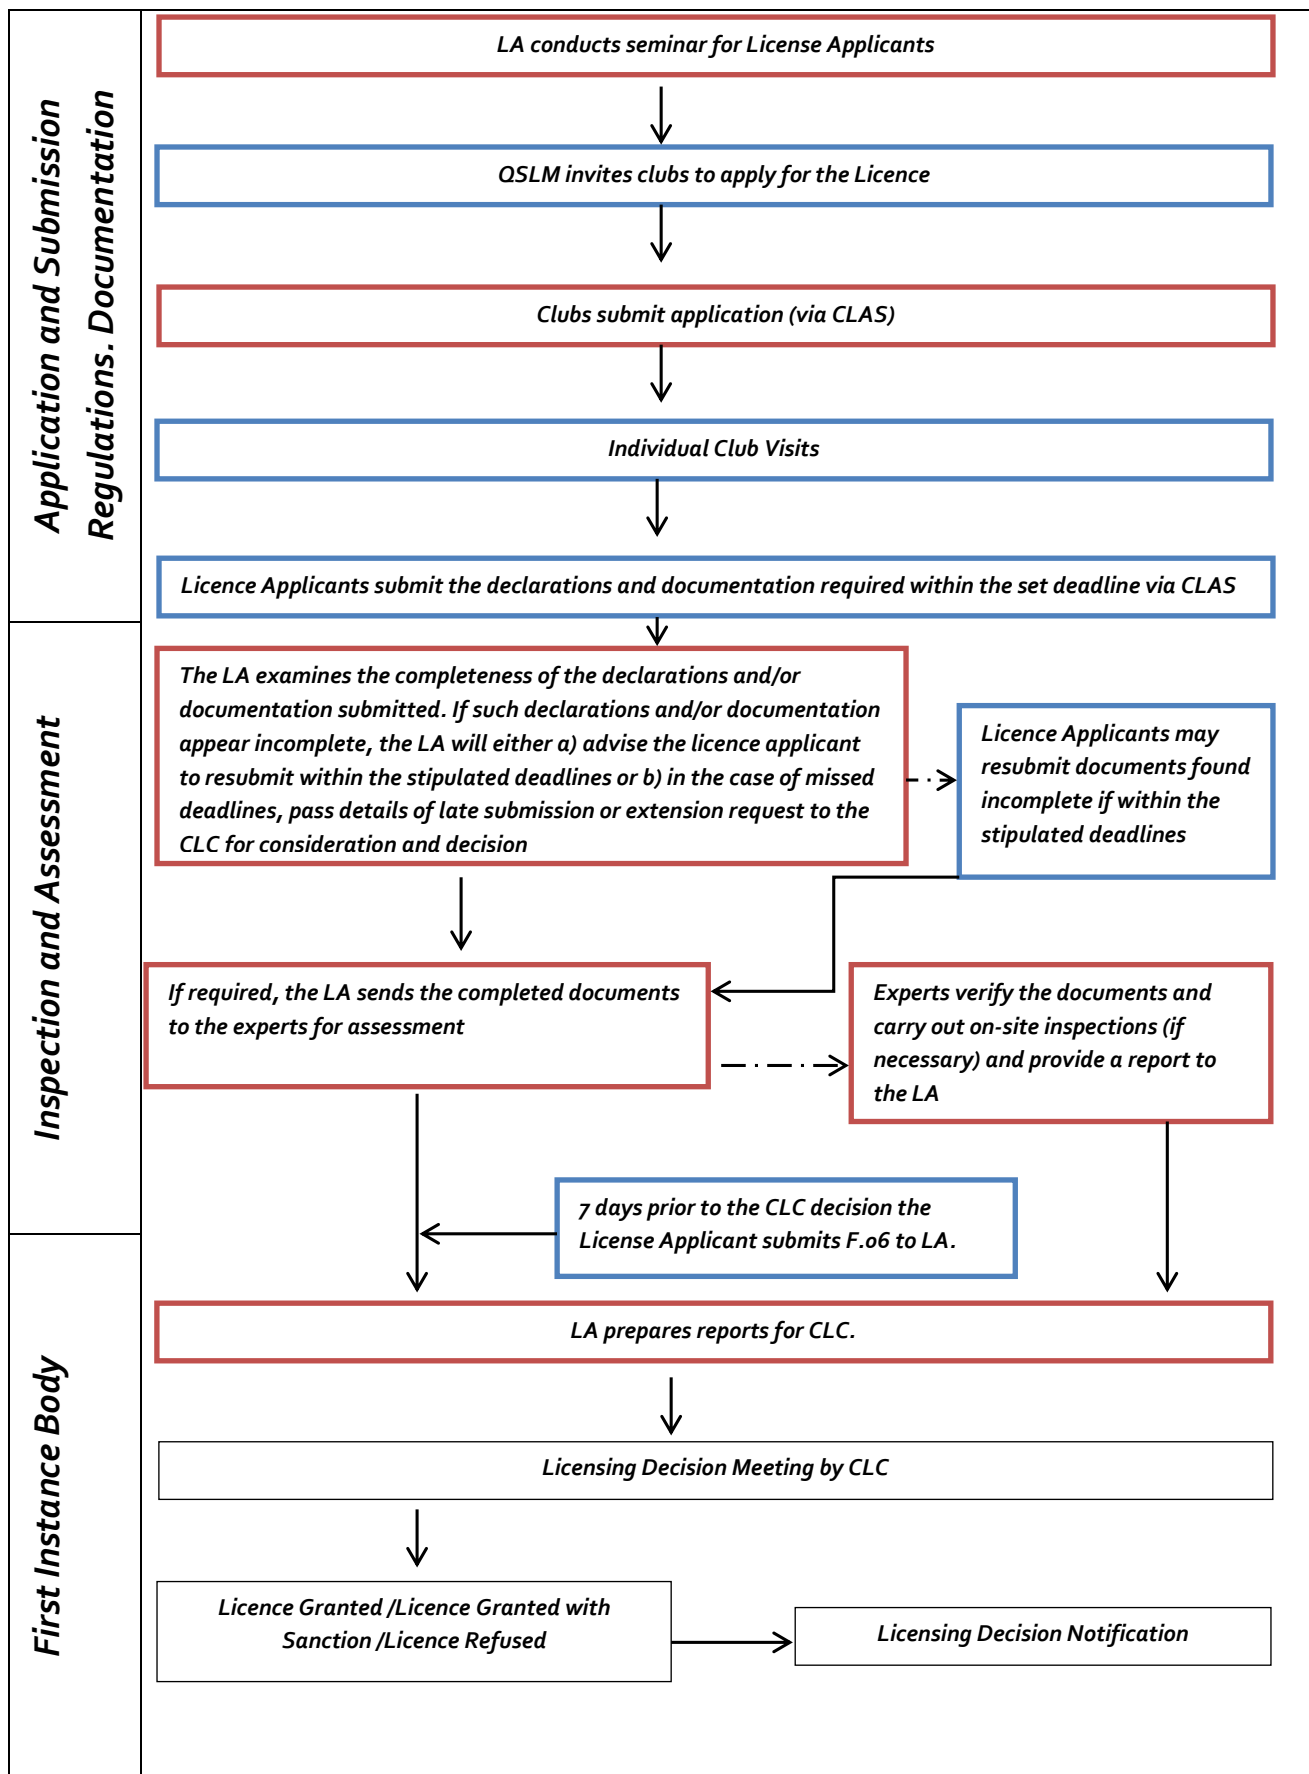 Application and Submission
Regulations. Documentation
LA conducts seminar for License Applicants
QSLM invites clubs to apply for the Licence
Clubs submit application (via CLAS)
Individual Club Visits
Licence Applicants submit the declarations and documentation required within the set deadline via CLAS
Inspection and Assessment
The LA examines the completeness of the declarations and/or
documentation submitted. If such declarations and/or documentation
appear incomplete, the LA will either a) advise the licence applicant
to resubmit within the stipulated deadlines or b) in the case of missed
deadlines, pass details of late submission or extension request to the
CLC for consideration and decision
Licence Applicants may
resubmit documents found
incomplete if within the
stipulated deadlines
If required, the LA sends the completed documents
to the experts for assessment
Experts verify the documents and
carry out on-site inspections (if
necessary) and provide a report to
the LA
7 days prior to the CLC decision the
License Applicant submits F.06 to LA.
First Instance Body
LA prepares reports for CLC.
Licensing Decision Meeting by CLC
Licence Granted /Licence Granted with
Sanction /Licence Refused
Licensing Decision Notification